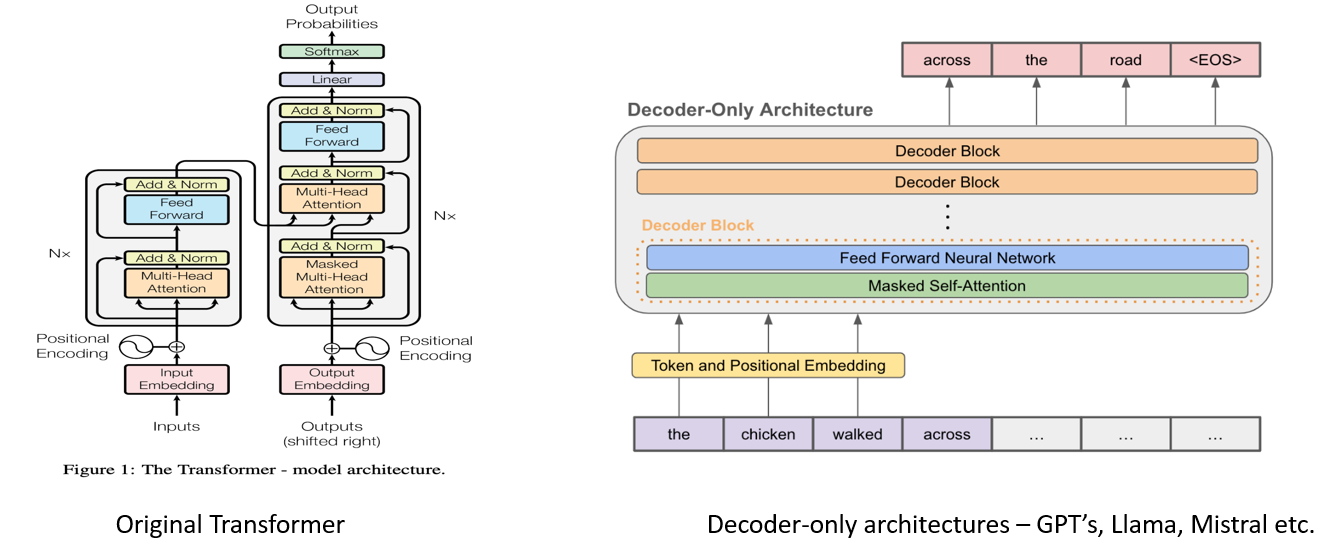 Output
Probabilities
Softmax
Linear
Add & Norm
Feed
Forward
Add & Norm
Multi-Head
Attention
Add & Norm
Masked
Multi-Head
Attention
Nx
Add & Norm
Feed
Forward
Add & Norm
Multi-Head
Attention
Nx
Positional
Encoding
Positional
Encoding
Input
Embedding
Output
Embedding
Inputs
Outputs
(shifted right)
Figure 1: The Transformer - model architecture.
Original Transformer
across the road <EOS>
Decoder-Only Architecture
Decoder Block
Decoder Block
Decoder Block
Feed Forward Neural Network
Masked Self-Attention
Token and Positional Embedding
the chicken walked across ... ... ...
Decoder-only architectures – GPT's, Llama, Mistral etc.